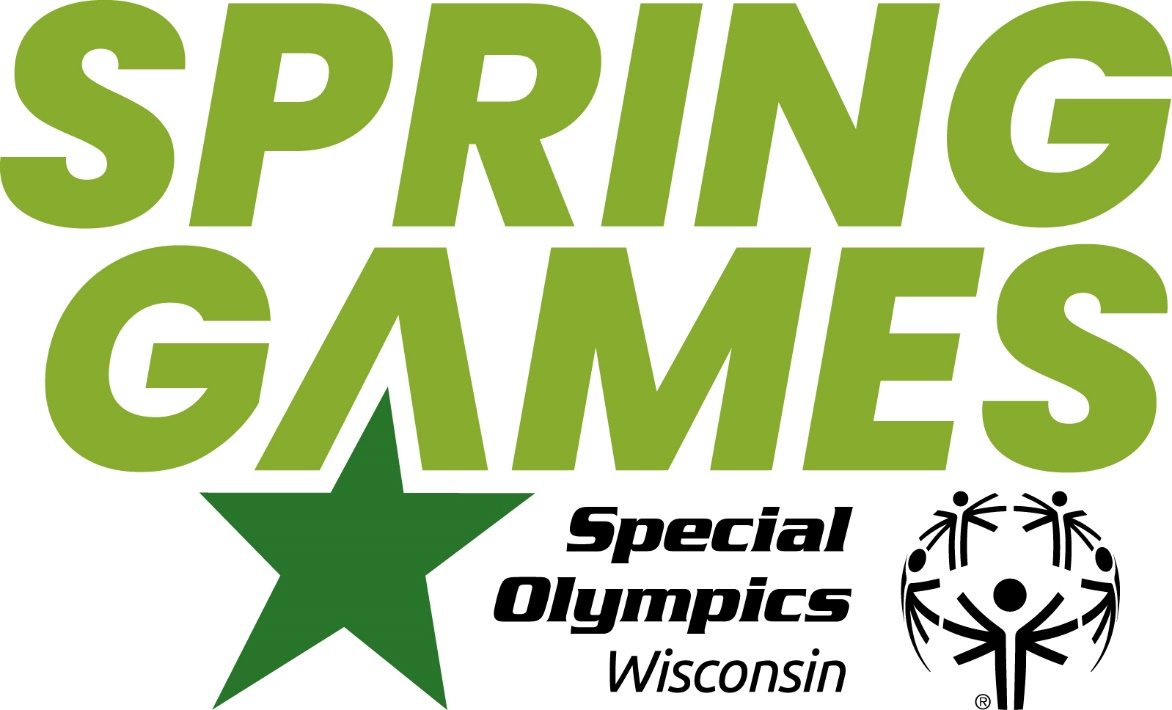 SPRING
GAMES
Special
Olympics
Wisconsin
®